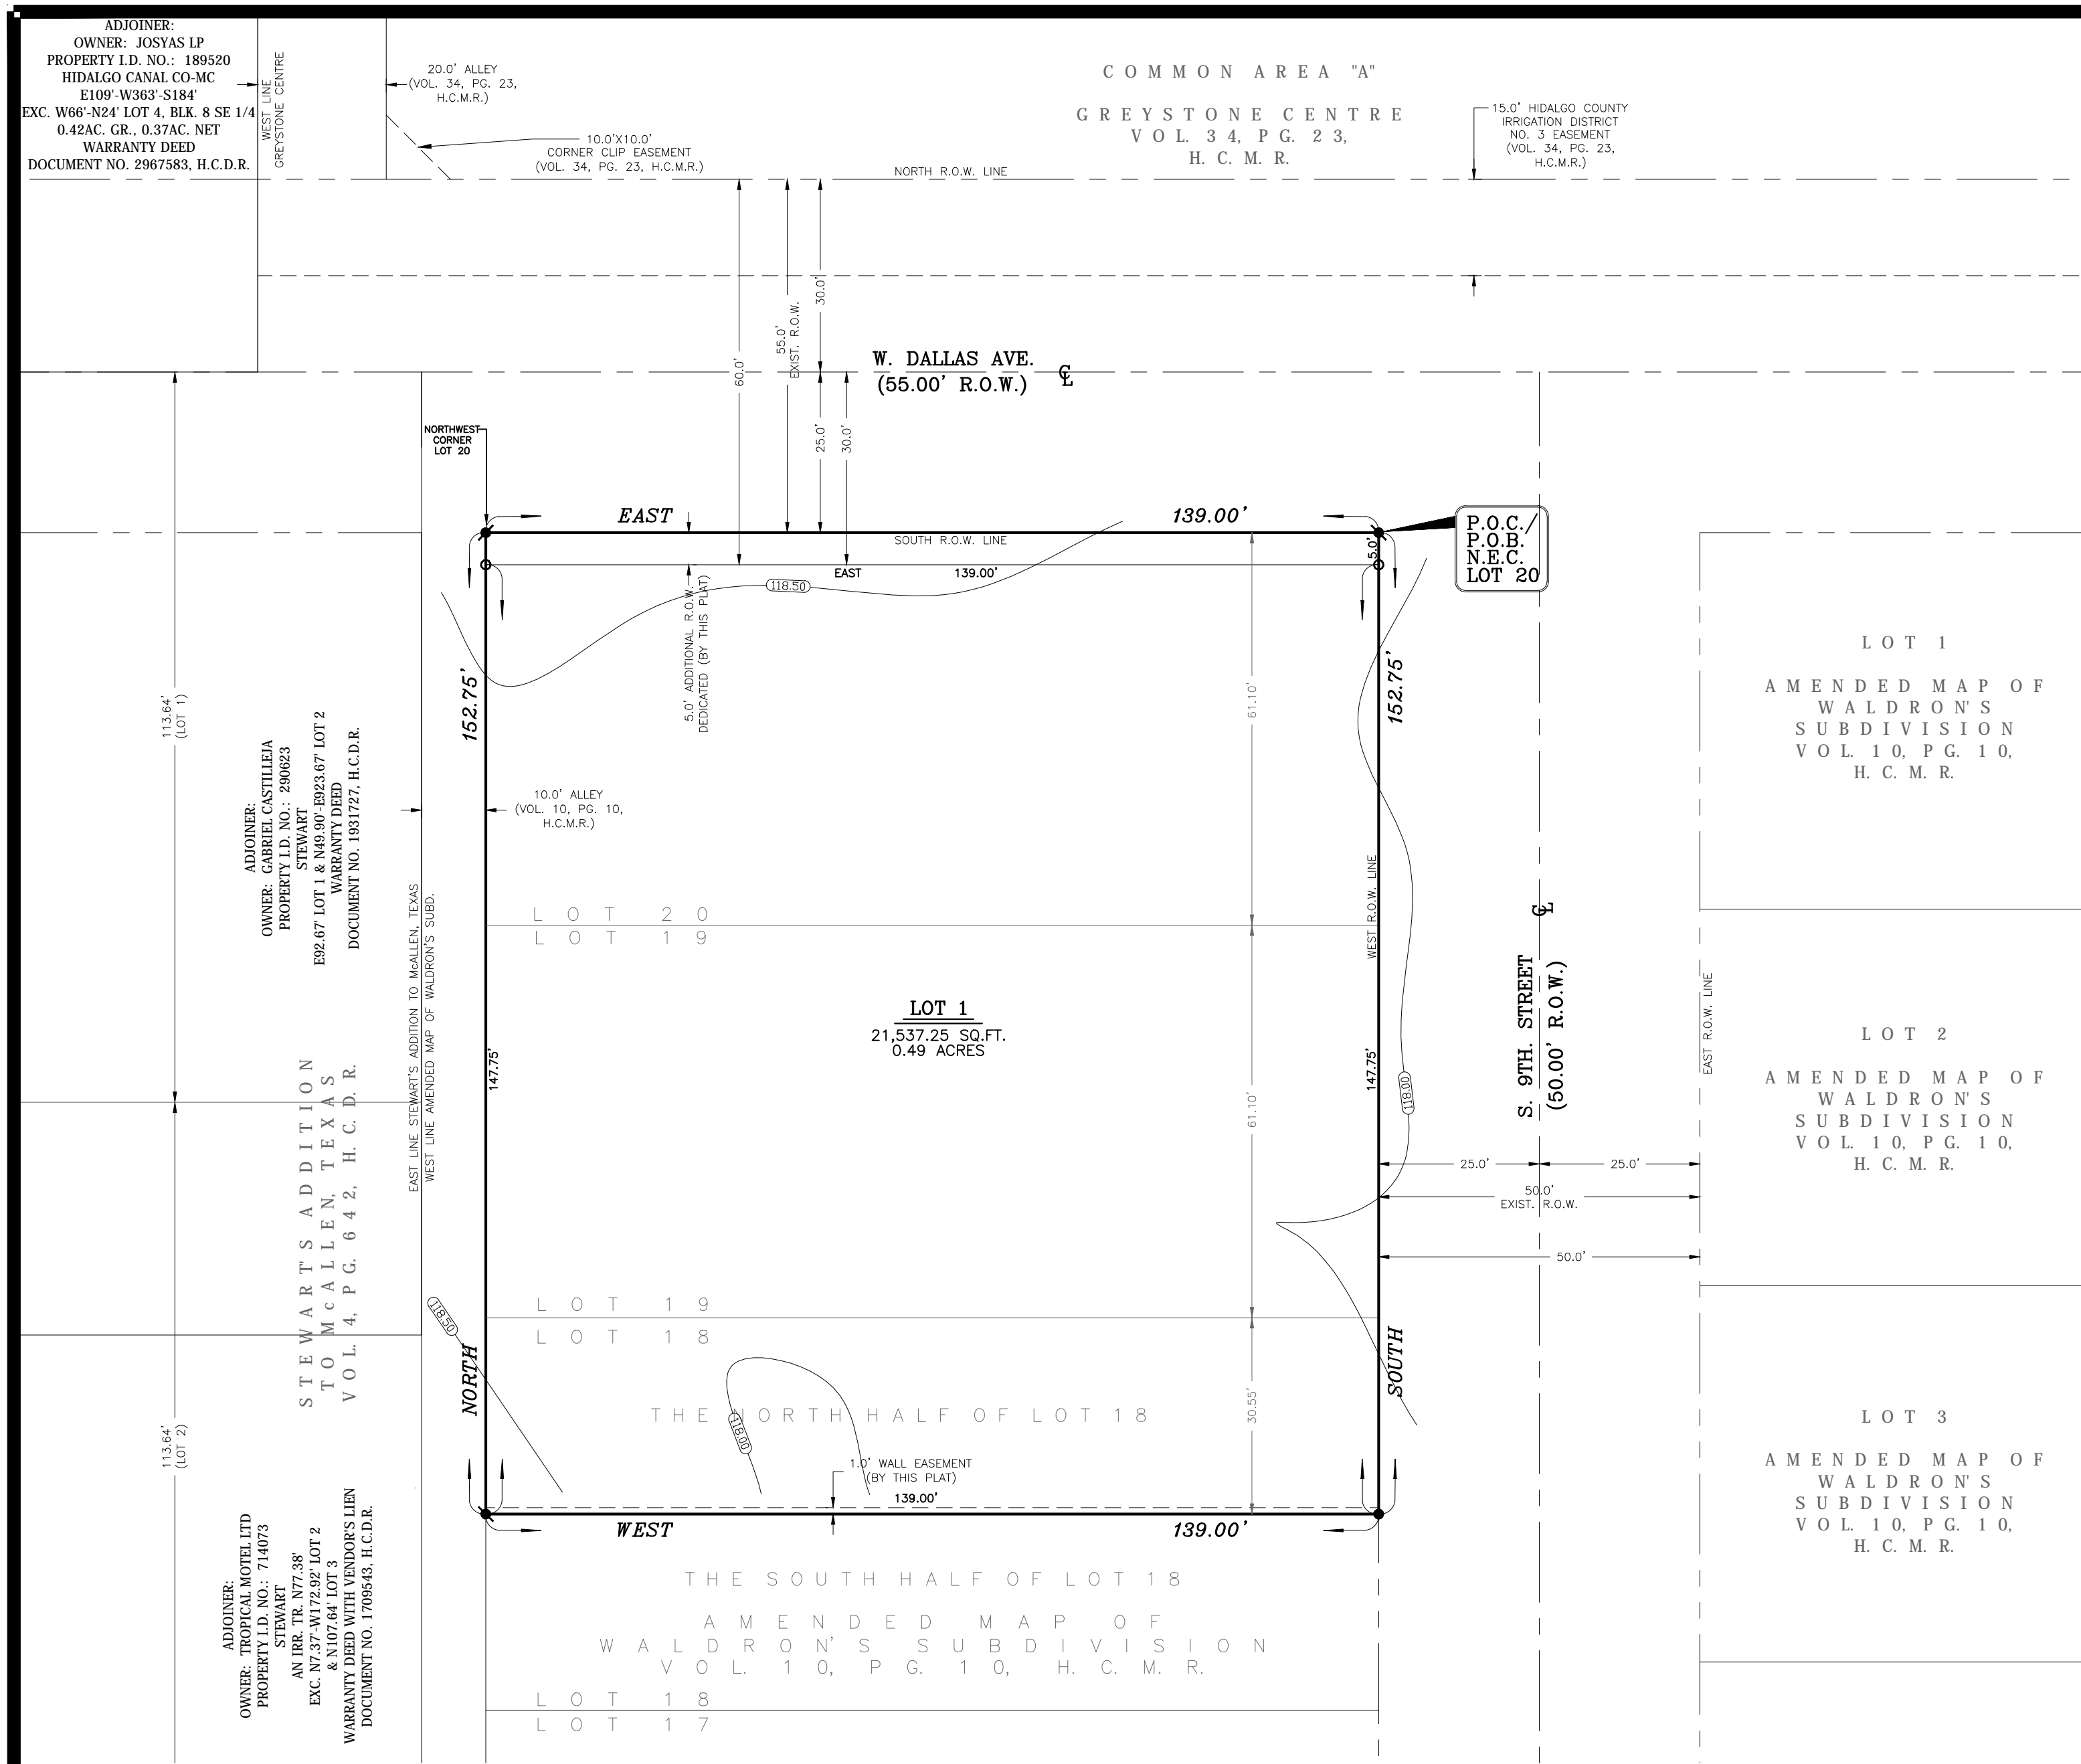 ADJOINER:
OWNER: JOSYAS LP
PROPERTY I.D. NO.: 189520
HIDALGO CANAL CO-MC
E109'-W363'-S184'
EXC. W66'-N24' LOT 4, BLK. 8 SE 1/4
0.42AC. GR., 0.37AC. NET
WARRANTY DEED
DOCUMENT NO. 2967583, H.C.D.R.
WEST LINE
GREYSTONE CENTRE
20.0' ALLEY
(VOL. 34, PG. 23,
H.C.M.R.)
10.0'X10.0'
CORNER CLIP EASEMENT
(VOL. 34, PG. 23, H.C.M.R.)
COMMON AREA "A"
GREYSTONE CENTRE
VOL. 34, PG. 23,
H.C.M.R.
15.0' HIDALGO COUNTY
IRRIGATION DISTRICT
NO. 3 EASEMENT
(VOL. 34, PG. 23,
H.C.M.R.)
NORTH R.O.W. LINE
60.0'
55.0'
EXIST. R.O.W.
30.0'
25.0'
30.0'
W. DALLAS AVE.
(55.00' R.O.W.)
℄
NORTHWEST
CORNER
LOT 20
EAST
139.00'
SOUTH R.O.W. LINE
5.0'
P.O.C./
P.O.B.
N.E.C.
LOT 20
EAST
139.00'
118.50
5.0' ADDITIONAL R.O.W.
DEDICATED (BY THIS PLAT)
152.75'
152.75'
61.10'
113.64'
(LOT 1)
ADJOINER:
OWNER: GABRIEL CASTILLEJA
PROPERTY I.D. NO.: 290623
STEWART
E92.67' LOT 1 & N49.90'-E923.67' LOT 2
WARRANTY DEED
DOCUMENT NO. 1931727, H.C.D.R.
10.0' ALLEY
(VOL. 10, PG. 10,
H.C.M.R.)
EAST LINE STEWART'S ADDITION TO McALLEN, TEXAS
WEST LINE AMENDED MAP OF WALDRON'S SUBD.
LOT 20
LOT 19
WEST R.O.W. LINE
LOT 1
21,537.25 SQ.FT.
0.49 ACRES
147.75'
147.75'
61.10'
118.00
S. 9TH. STREET
(50.00' R.O.W.)
℄
EAST R.O.W. LINE
25.0'
25.0'
50.0'
EXIST. R.O.W.
50.0'
LOT 1
AMENDED MAP OF
WALDRON'S
SUBDIVISION
VOL. 10, PG. 10,
H.C.M.R.
LOT 2
AMENDED MAP OF
WALDRON'S
SUBDIVISION
VOL. 10, PG. 10,
H.C.M.R.
LOT 3
AMENDED MAP OF
WALDRON'S
SUBDIVISION
VOL. 10, PG. 10,
H.C.M.R.
STEWART'S ADDITION
TO McALLEN, TEXAS
VOL. 4, PG. 642, H.C.D.R.
118.50
LOT 19
LOT 18
NORTH
SOUTH
30.55'
THE NORTH HALF OF LOT 18
118.00
1.0' WALL EASEMENT
(BY THIS PLAT)
139.00'
WEST
139.00'
113.64'
(LOT 2)
ADJOINER:
OWNER: TROPICAL MOTEL LTD
PROPERTY I.D. NO.: 714073
STEWART
AN IRR. TR. N77.38'
EXC. N7.37'-W172.92' LOT 2
& N107.64' LOT 3
WARRANTY DEED WITH VENDOR'S LIEN
DOCUMENT NO. 1709543, H.C.D.R.
THE SOUTH HALF OF LOT 18
AMENDED MAP OF
WALDRON'S SUBDIVISION
VOL. 10, PG. 10, H.C.M.R.
LOT 18
LOT 17